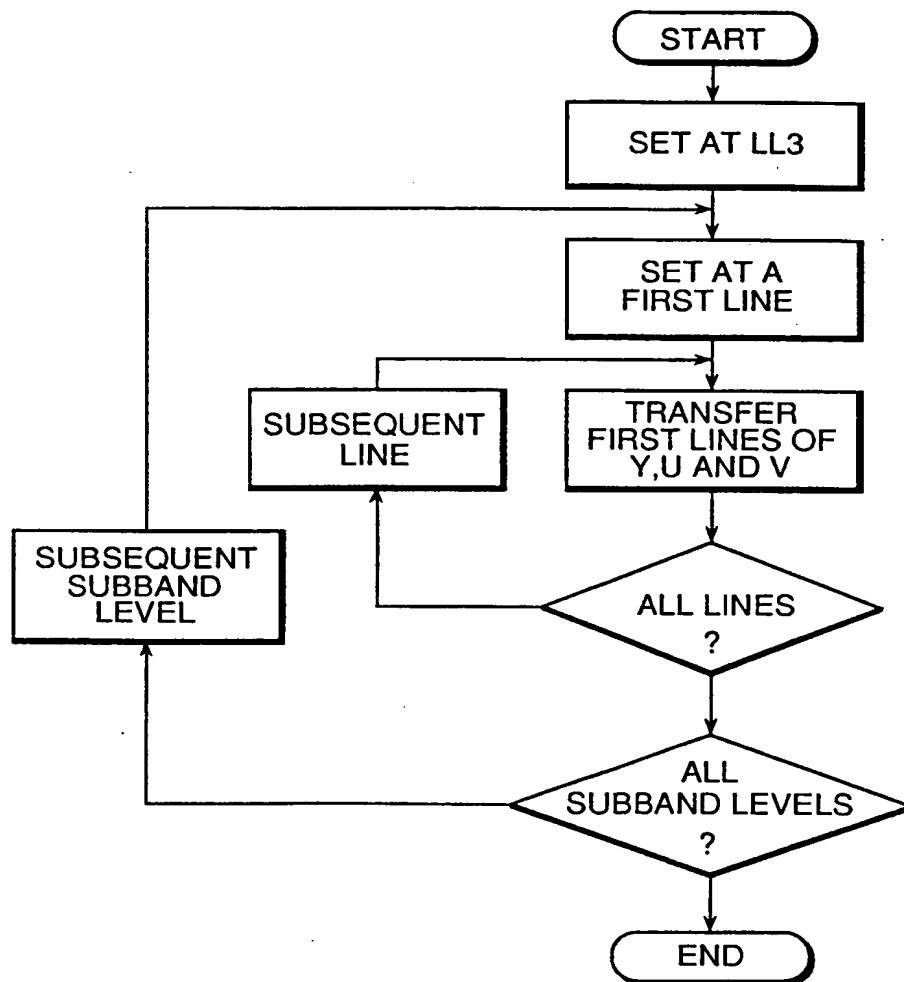 START
SET AT LL3
SET AT A
FIRST LINE
SUBSEQUENT
LINE
TRANSFER
FIRST LINES OF
Y,U AND V
SUBSEQUENT
SUBBAND
LEVEL
ALL LINES
?
ALL
SUBBAND LEVELS
?
END